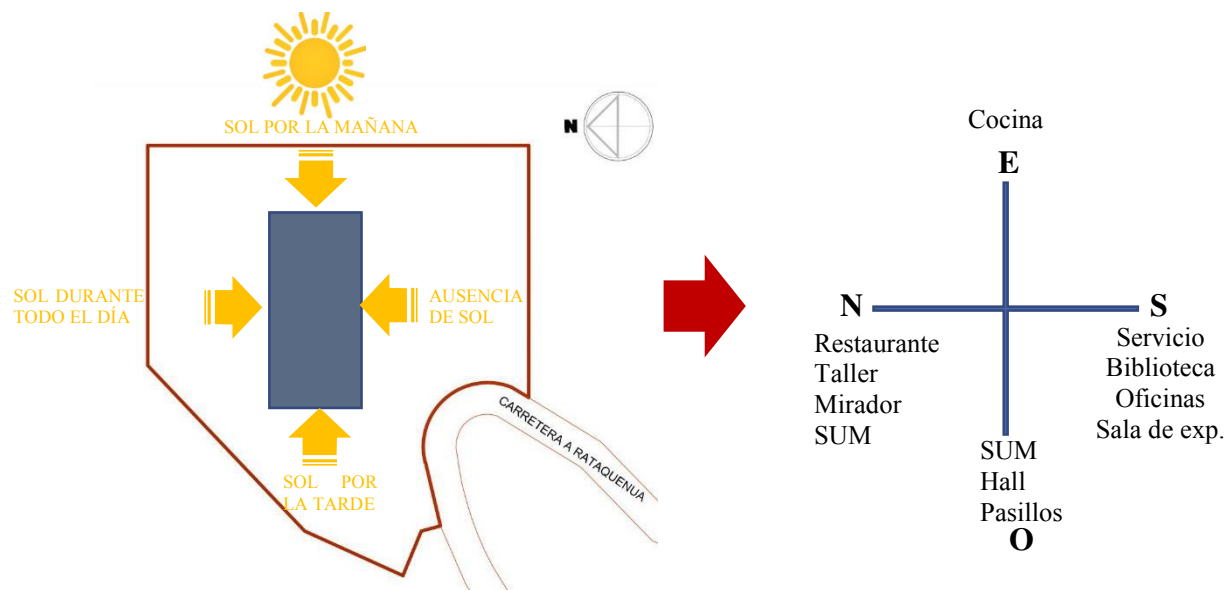 SOL POR LA MAÑANA
N
SOL DURANTE
TODO EL DÍA
AUSENCIA
DE SOL
SOL POR
LA TARDE
CARRETERA A RATAQUENUA
Cocina
E
N
S
Restaurante
Taller
Mirador
SUM
Servicio
Biblioteca
Oficinas
Sala de exp.
SUM
Hall
Pasillos
O